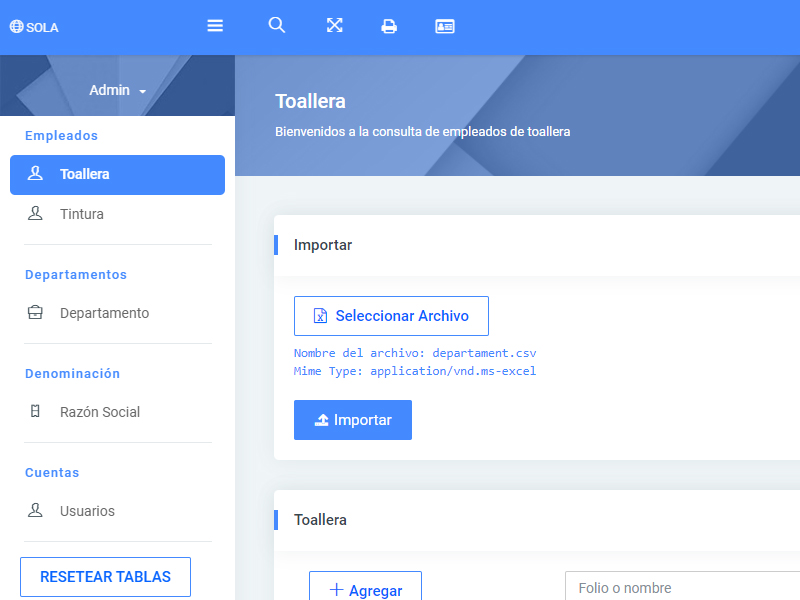 SOLA
Admin
Empleados
Toallera
Tintura
Departamentos
Departamento
Denominación
Razón Social
Cuentas
Usuarios
RESETEAR TABLAS
Toallera
Bienvenidos a la consulta de empleados de toallera
Importar
Seleccionar Archivo
Nombre del archivo: departament.csv
Mime Type: application/vnd.ms-excel
Importar
Toallera
Agregar
Folio o nombre